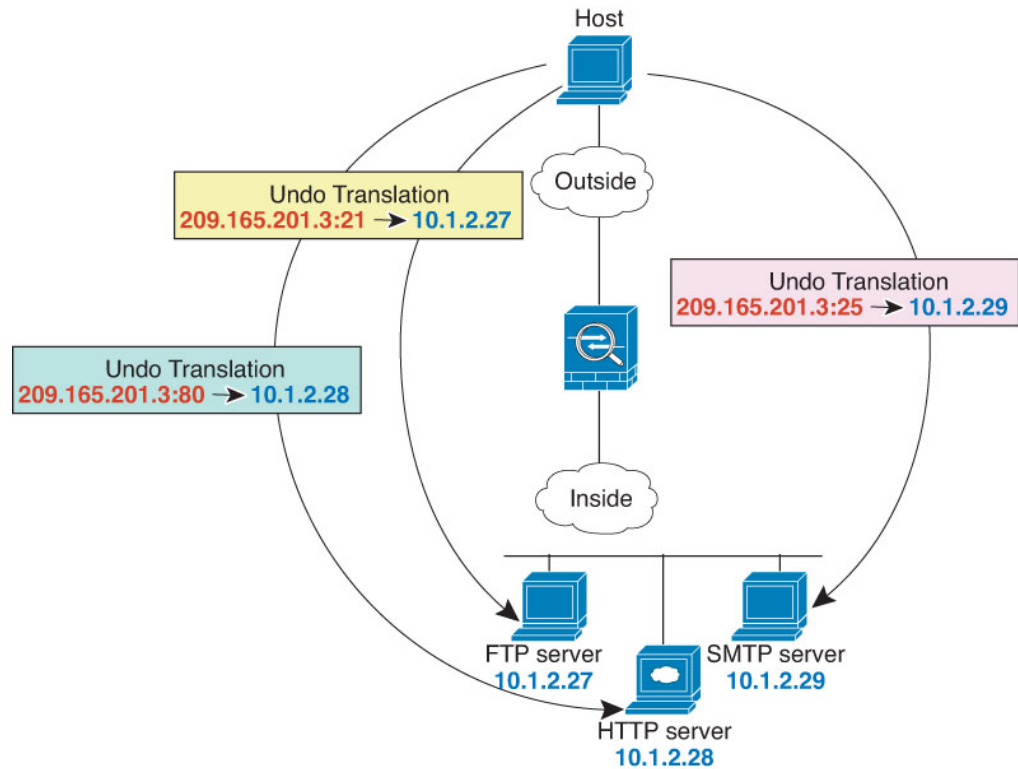 Host
Outside
Undo Translation
209.165.201.3:21 → 10.1.2.27
Undo Translation
209.165.201.3:25 → 10.1.2.29
Undo Translation
209.165.201.3:80 → 10.1.2.28
Inside
FTP server
10.1.2.27
SMTP server
10.1.2.29
HTTP server
10.1.2.28